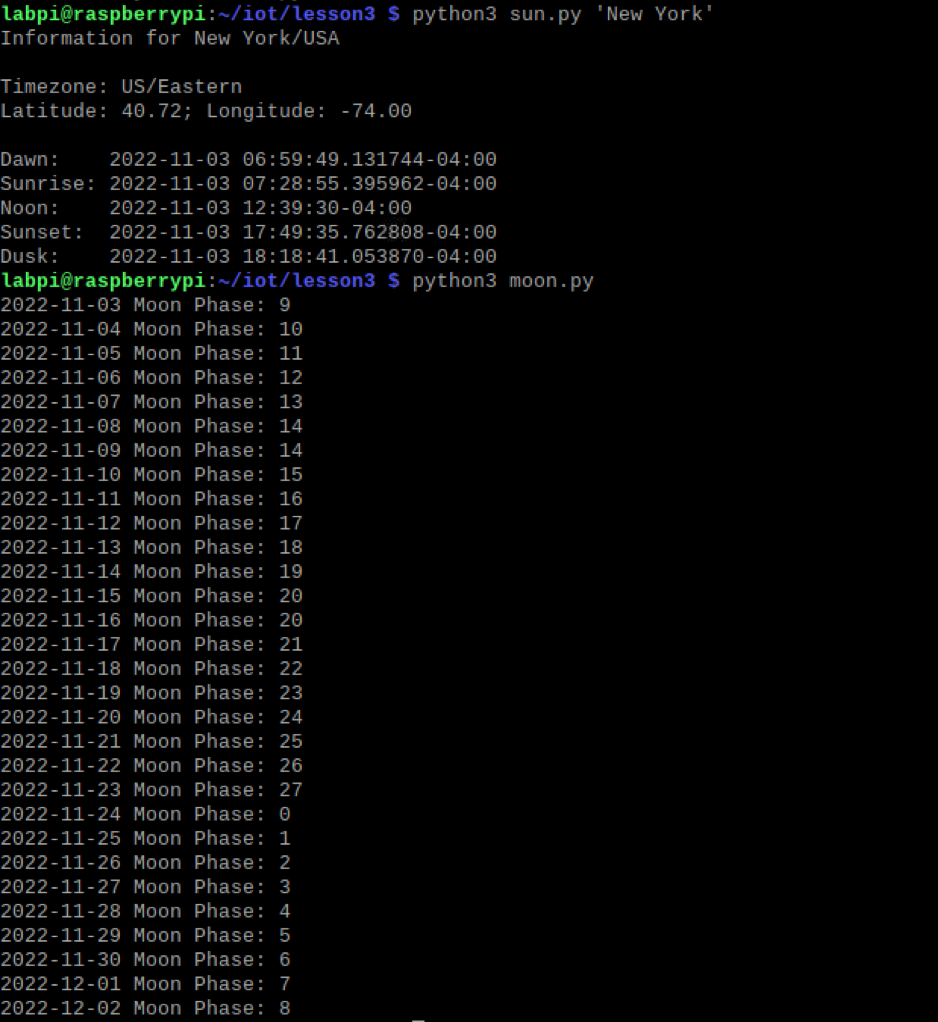 labpi@raspberrypi:~/iot/lesson3 $ python3 sun.py 'New York'
Information for New York/USA

Timezone: US/Eastern
Latitude: 40.72; Longitude: -74.00

Dawn:    2022-11-03 06:59:49.131744-04:00
Sunrise: 2022-11-03 07:28:55.395962-04:00
Noon:    2022-11-03 12:39:30-04:00
Sunset:  2022-11-03 17:49:35.762808-04:00
Dusk:    2022-11-03 18:18:41.053870-04:00
labpi@raspberrypi:~/iot/lesson3 $ python3 moon.py
2022-11-03 Moon Phase: 9
2022-11-04 Moon Phase: 10
2022-11-05 Moon Phase: 11
2022-11-06 Moon Phase: 12
2022-11-07 Moon Phase: 13
2022-11-08 Moon Phase: 14
2022-11-09 Moon Phase: 14
2022-11-10 Moon Phase: 15
2022-11-11 Moon Phase: 16
2022-11-12 Moon Phase: 17
2022-11-13 Moon Phase: 18
2022-11-14 Moon Phase: 19
2022-11-15 Moon Phase: 20
2022-11-16 Moon Phase: 20
2022-11-17 Moon Phase: 21
2022-11-18 Moon Phase: 22
2022-11-19 Moon Phase: 23
2022-11-20 Moon Phase: 24
2022-11-21 Moon Phase: 25
2022-11-22 Moon Phase: 26
2022-11-23 Moon Phase: 27
2022-11-24 Moon Phase: 0
2022-11-25 Moon Phase: 1
2022-11-26 Moon Phase: 2
2022-11-27 Moon Phase: 3
2022-11-28 Moon Phase: 4
2022-11-29 Moon Phase: 5
2022-11-30 Moon Phase: 6
2022-12-01 Moon Phase: 7
2022-12-02 Moon Phase: 8